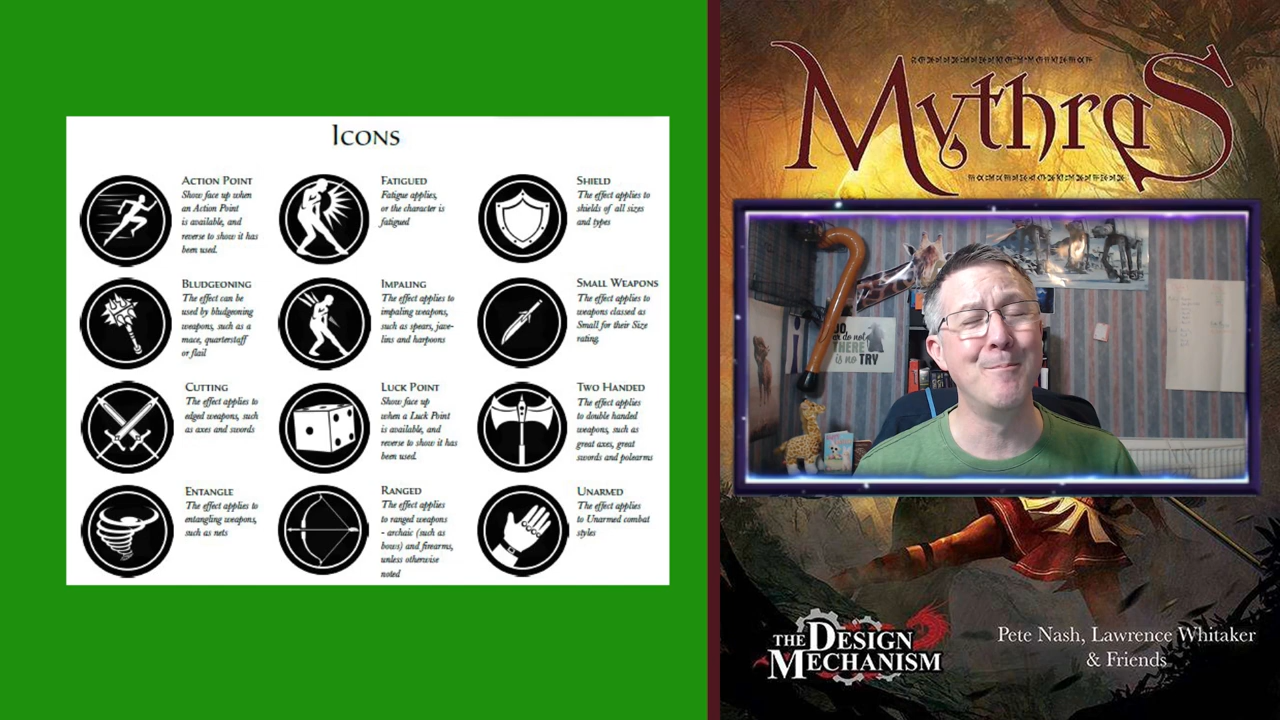 Icons
Action Point
Show face up when
an Action Point
is available, and
reverse to show it has
been used.
Fatigued
Fatigue applies,
or the character is
fatigued
Shield
The effect applies to
shields of all sizes
and types
Bludgeoning
The effect can be
used by bludgeoning
weapons, such as a
mace, quarterstaff
or flail
Impaling
The effect applies to
impaling weapons,
such as spears, jave-
lins and harpoons
Small Weapons
The effect applies to
weapons classed as
Small for their Size
rating.
Cutting
The effect applies to
edged weapons, such
as axes and swords
Luck Point
Show face up
when a Luck Point
is available, and
reverse to show it has
been used.
Two Handed
The effect applies
to double handed
weapons, such as
great axes, great
swords and polearms
Entangle
The effect applies to
entangling weapons,
such as nets
Ranged
The effect applies
to ranged weapons
- archaic (such as
bows) and firearms,
unless otherwise
noted
Unarmed
The effect applies
to Unarmed combat
styles
Mythras
do not
THERE
is no TRY
THE DESIGN
MECHANISM
Pete Nash, Lawrence Whitaker
& Friends